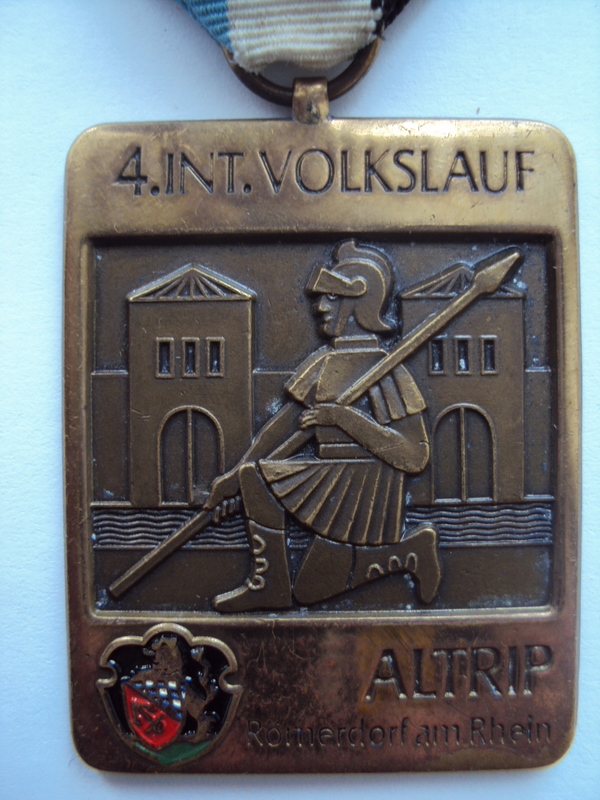 4.INT.VOLKSLAUF
ALTRIP
Römerdorf am Rhein